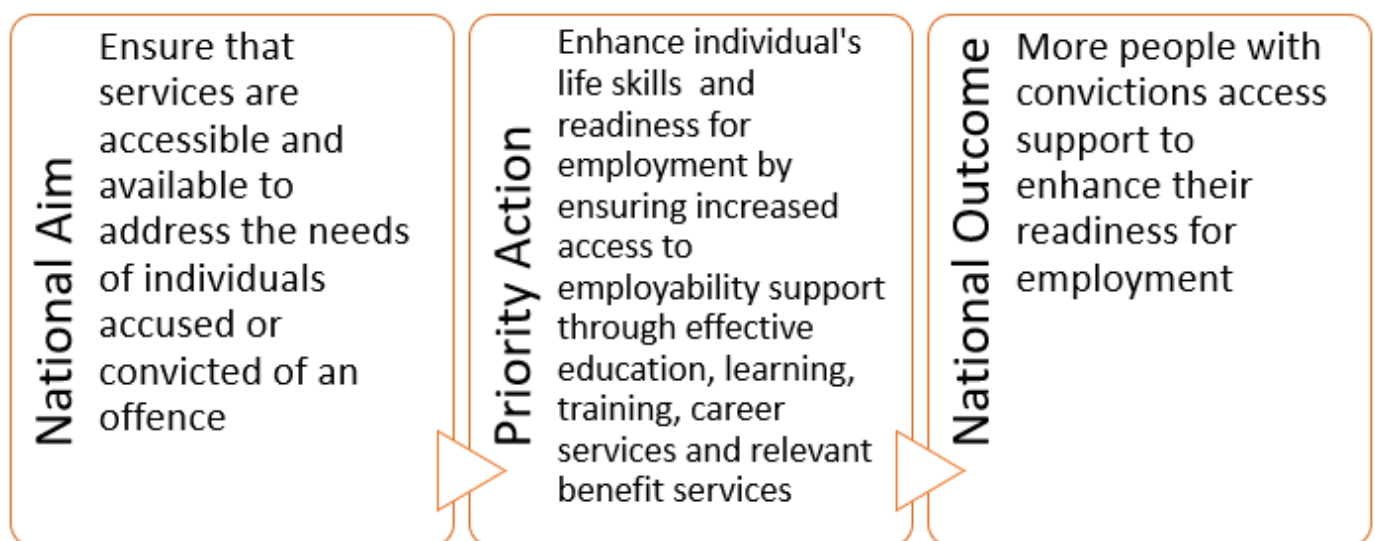 National Aim
Ensure that
services are
accessible and
available to
address the needs
of individuals
accused or
convicted of an
offence
Priority Action
Enhance individual's
life skills  and
readiness for
employment by
ensuring increased
access to
employability support
through effective
education, learning,
training, career
services and relevant
benefit services
National Outcome
More people with
convictions access
support to
enhance their
readiness for
employment